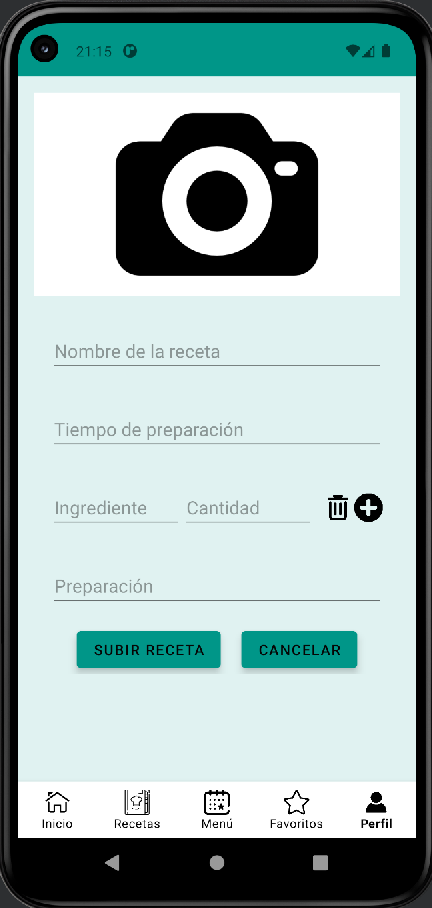 21:15
Nombre de la receta
Tiempo de preparación
Ingrediente Cantidad
Preparación
SUBIR RECETA CANCELAR
Inicio Recetas Menú Favoritos Perfil